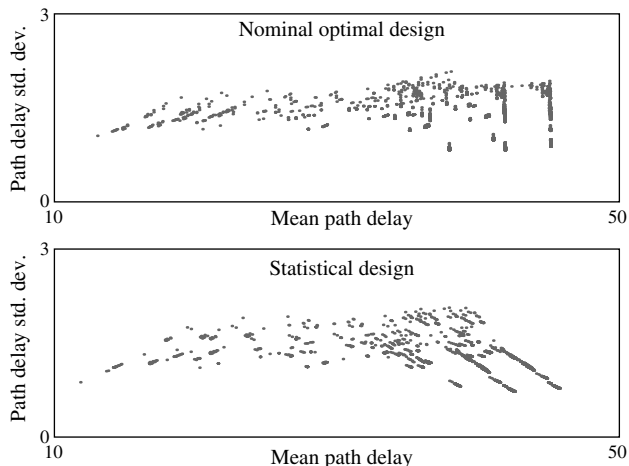 3
Nominal optimal design
Path delay std. dev.
0
10
Mean path delay
50
3
Statistical design
Path delay std. dev.
0
10
Mean path delay
50